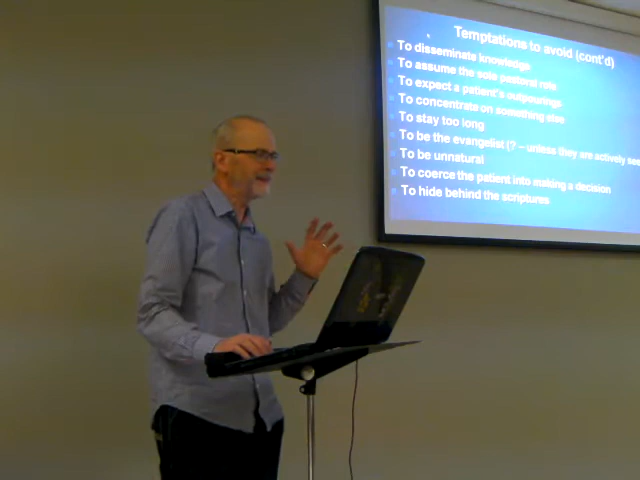 Temptations to avoid (cont'd)
To disseminate knowledge
To assume the sole pastoral role
To expect a patient's outpourings
To concentrate on something else
To stay too long
To be the evangelist (? – unless they are actively see
To be unnatural
To coerce the patient into making a decision
To hide behind the scriptures